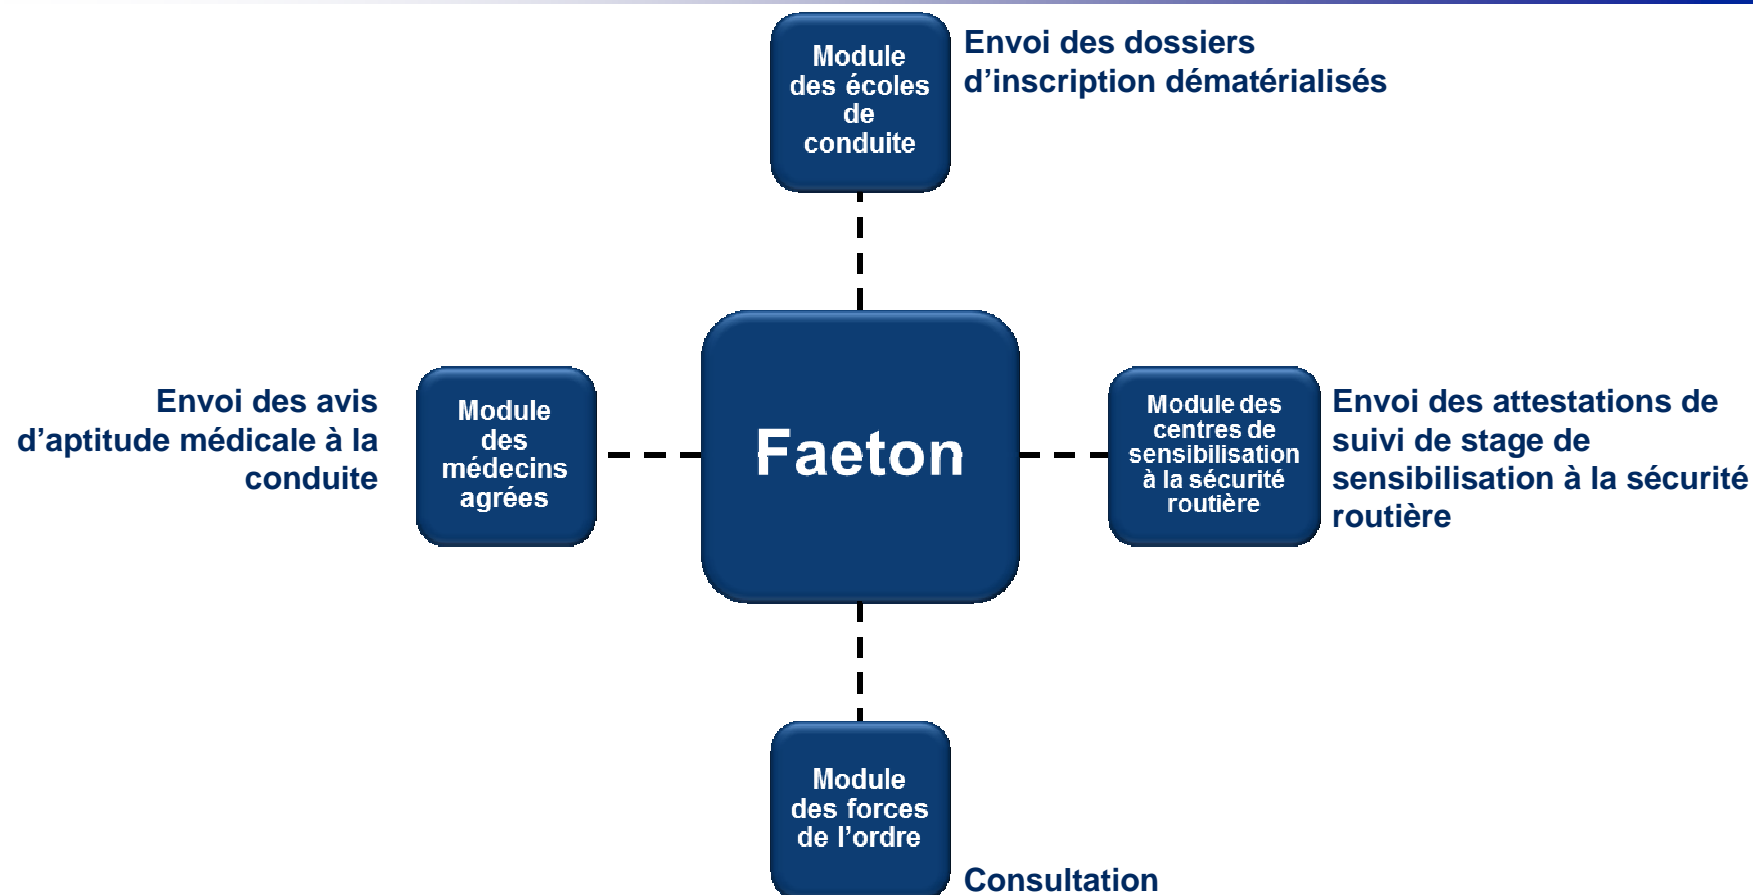 Module
des écoles
de
conduite
Envoi des dossiers
d’inscription dématérialisés
Envoi des avis
d’aptitude médicale à la
conduite
Module
des
médecins
agrées
Faeton
Module des
centres de
sensibilisation
à la sécurité
routière
Envoi des attestations de
suivi de stage de
sensibilisation à la sécurité
routière
Module
des forces
de l’ordre
Consultation